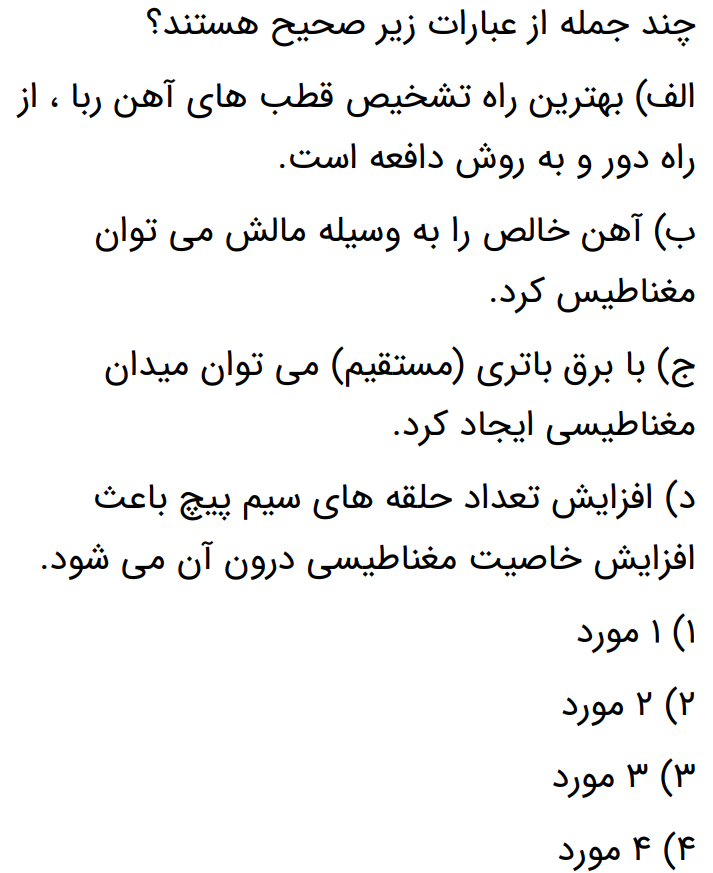 چند جمله از عبارات زیر صحیح هستند؟
الف) بهترین راه تشخیص قطب های آهن ربا ، از
راه دور و به روش دافعه است.
ب) آهن خالص را به وسیله مالش می توان
مغناطیس کرد.
ج) با برق باتری (مستقیم) می توان میدان
مغناطیسی ایجاد کرد.
د) افزایش تعداد حلقه های سیم پیچ باعث
افزایش خاصیت مغناطیسی درون آن می شود.
۱) ۱ مورد
۲) ۲ مورد
۳) ۳ مورد
۴) ۴ مورد